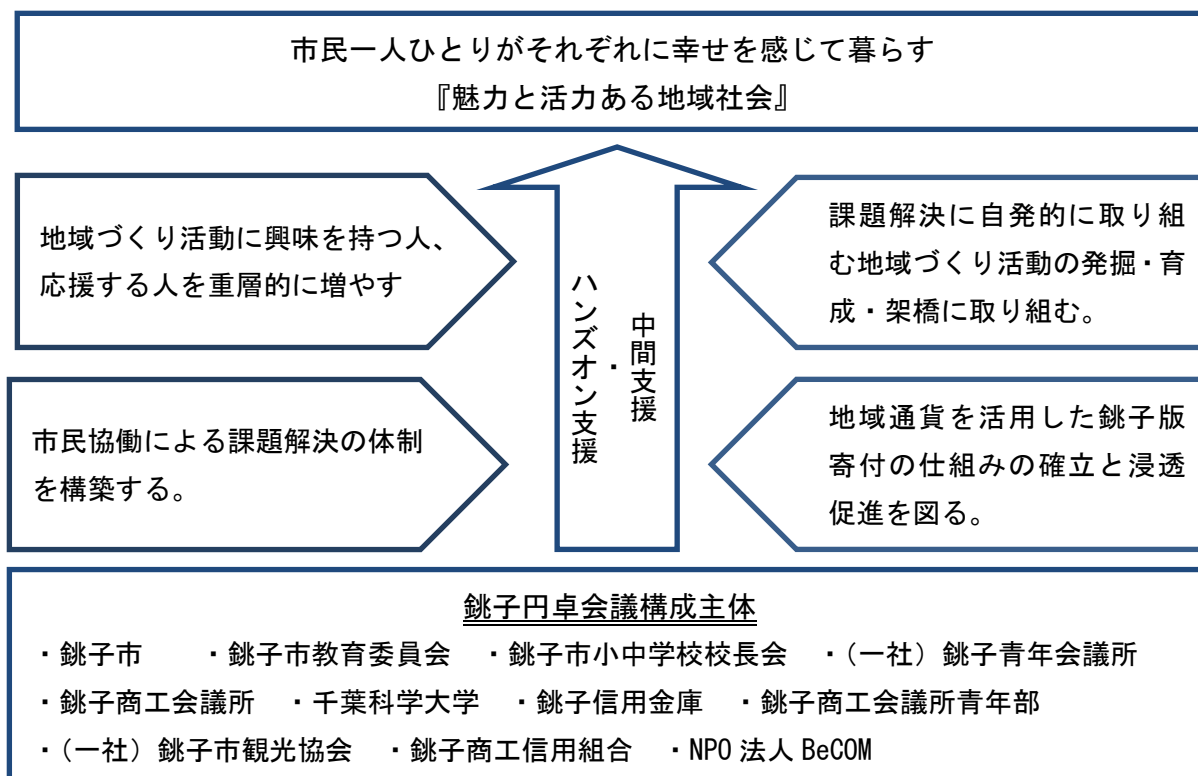 市民一人ひとりがそれぞれに幸せを感じて暮らす
『魅力と活力ある地域社会』
地域づくり活動に興味を持つ人、
応援する人を重層的に増やす
市民協働による課題解決の体制
を構築する。
中間支援
・
ハンズオン支援
課題解決に自発的に取り組
む地域づくり活動の発掘・育
成・架橋に取り組む。
地域通貨を活用した銚子版
寄付の仕組みの確立と浸透
促進を図る。
銚子円卓会議構成主体
・銚子市　・銚子市教育委員会　・銚子市小中学校校長会　・（一社）銚子青年会議所
・銚子商工会議所　・千葉科学大学　・銚子信用金庫　・銚子商工会議所青年部
・（一社）銚子市観光協会　・銚子商工信用組合　・NPO 法人 BeCOM